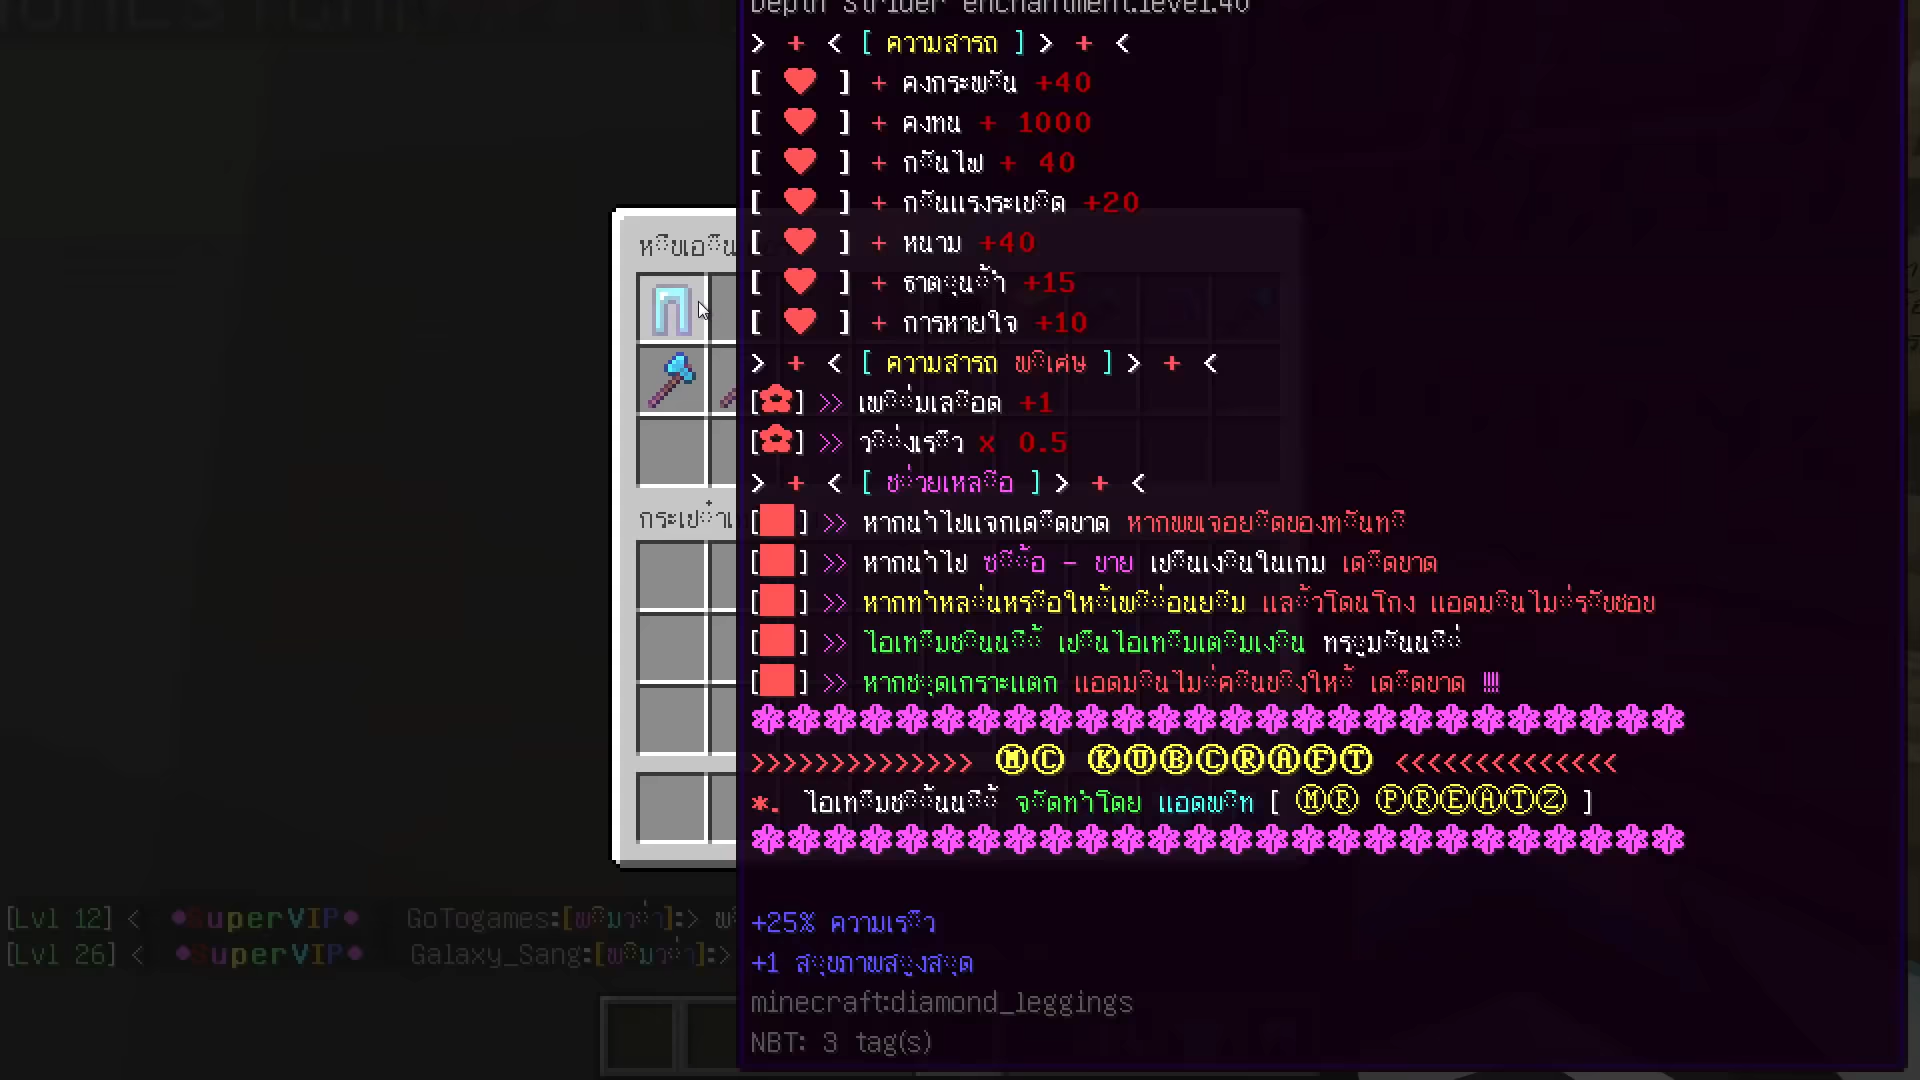 Depth Strider enchantment.level.40
> + < [ ความสารถ ] > + <
[ ♥ ] + คงกระพัน +40
[ ♥ ] + คงทน + 1000
[ ♥ ] + กันไฟ + 40
[ ♥ ] + กันแรงระเบิด +20
[ ♥ ] + หนาม +40
[ ♥ ] + ธาตุน้ำ +15
[ ♥ ] + การหายใจ +10
> + < [ ความสารถ พิเศษ ] > + <
[✿] >> เพิ่มเลือด +1
[✿] >> วิ่งเร็ว x 0.5
> + < [ ช่วยเหลือ ] > + <
[■] >> หากนำไปแจกเด็ดขาด หากพบเจอยึดของทันที
[■] >> หากนำไป ซื้อ - ขาย เป็นเงินในเกม เด็ดขาด
[■] >> หากทำหล่นหรือให้เพื่อนยืม แล้วโดนโกง แอดมินไม่รับชอบ
[■] >> ไอเทมชินนี้ เป็นไอเทมเติมเงิน ทรูมันนี่
[■] >> หากชุดเกราะแตก แอดมินไม่คืนขิงให้ เด็ดขาด !!!!
❃❃❃❃❃❃❃❃❃❃❃❃❃❃❃❃❃❃❃❃❃❃❃❃❃❃
>>>>>>>>>>>>>> ⓂⒸ ⓀⓊⒷⒸⓇⒶⒻⓉ <<<<<<<<<<<<<<
*. ไอเท็มชิ้นนี้ จัดทำโดย แอดพีท [ ⓂⓇ ⓅⓇⒺⒶⓉⓏ ]
❃❃❃❃❃❃❃❃❃❃❃❃❃❃❃❃❃❃❃❃❃❃❃❃❃❃
+25% ความเร็ว
+1 สุขภาพสูงสุด
minecraft:diamond_leggings
NBT: 3 tag(s)
[Lvl 12] < •SuperVIP• GoTogames:[พิมว่า]:>
[Lvl 26] < •SuperVIP• Galaxy_Sang:[พิมว่า]:>